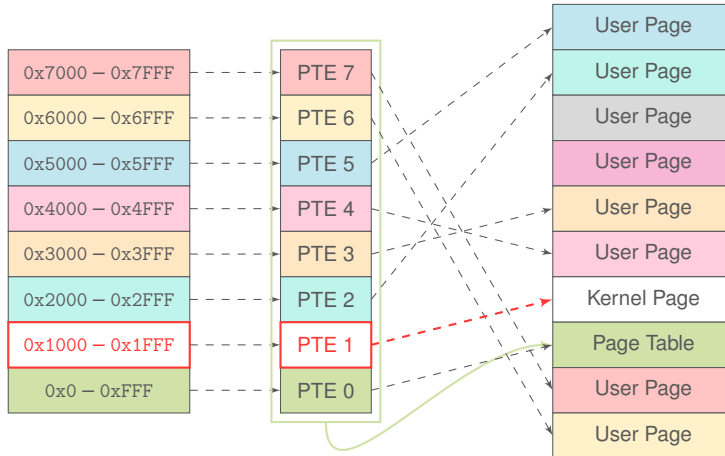 0x7000 – 0x7FFF
0x6000 – 0x6FFF
0x5000 – 0x5FFF
0x4000 – 0x4FFF
0x3000 – 0x3FFF
0x2000 – 0x2FFF
0x1000 – 0x1FFF
0x0 – 0xFFF
PTE 7
PTE 6
PTE 5
PTE 4
PTE 3
PTE 2
PTE 1
PTE 0
User Page
User Page
User Page
User Page
User Page
User Page
Kernel Page
Page Table
User Page
User Page